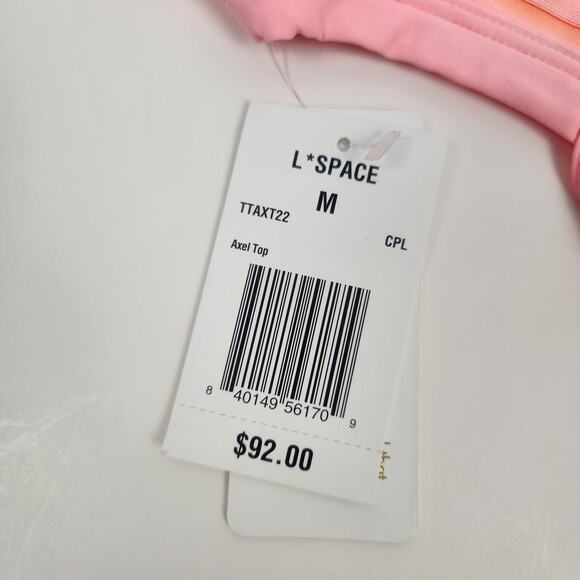 L*SPACE
M
TTAXT22
CPL
Axel Top
8 40149 56170 9
$92.00